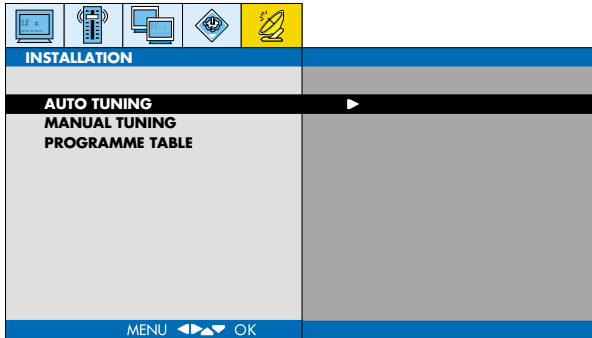 INSTALLATION
AUTO TUNING
MANUAL TUNING
PROGRAMME TABLE
MENU ◀▶▲▼ OK